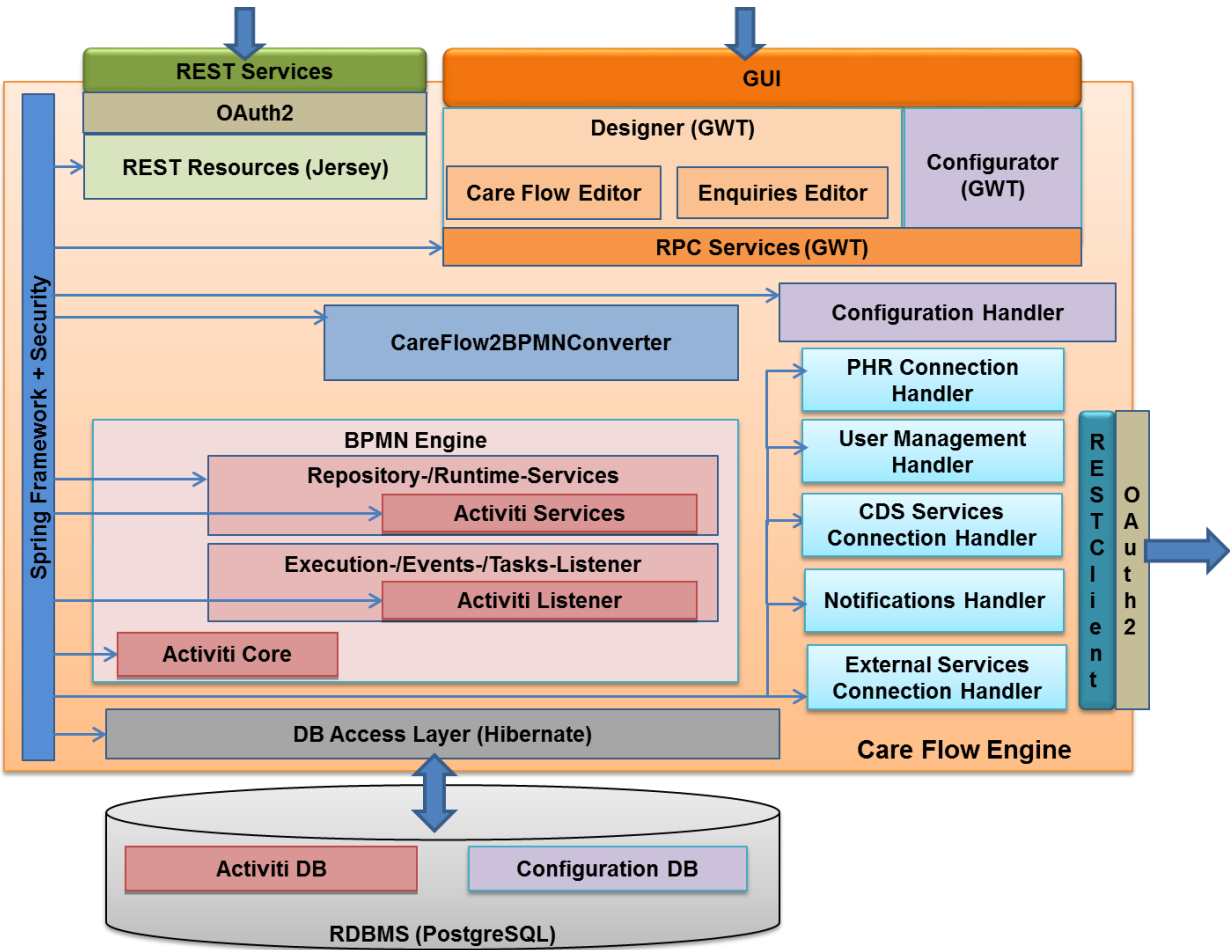 REST Services
OAuth2
REST Resources (Jersey)
GUI
Designer (GWT)
Care Flow Editor
Enquiries Editor
Configurator
(GWT)
RPC Services (GWT)
Spring Framework + Security
Configuration Handler
CareFlow2BPMNConverter
PHR Connection
Handler
User Management
Handler
CDS Services
Connection Handler
Notifications Handler
External Services
Connection Handler
BPMN Engine
Repository-/Runtime-Services
Activiti Services
Execution-/Events-/Tasks-Listener
Activiti Listener
Activiti Core
RESTClient
OAuth2
DB Access Layer (Hibernate)
Care Flow Engine
Activiti DB
Configuration DB
RDBMS (PostgreSQL)